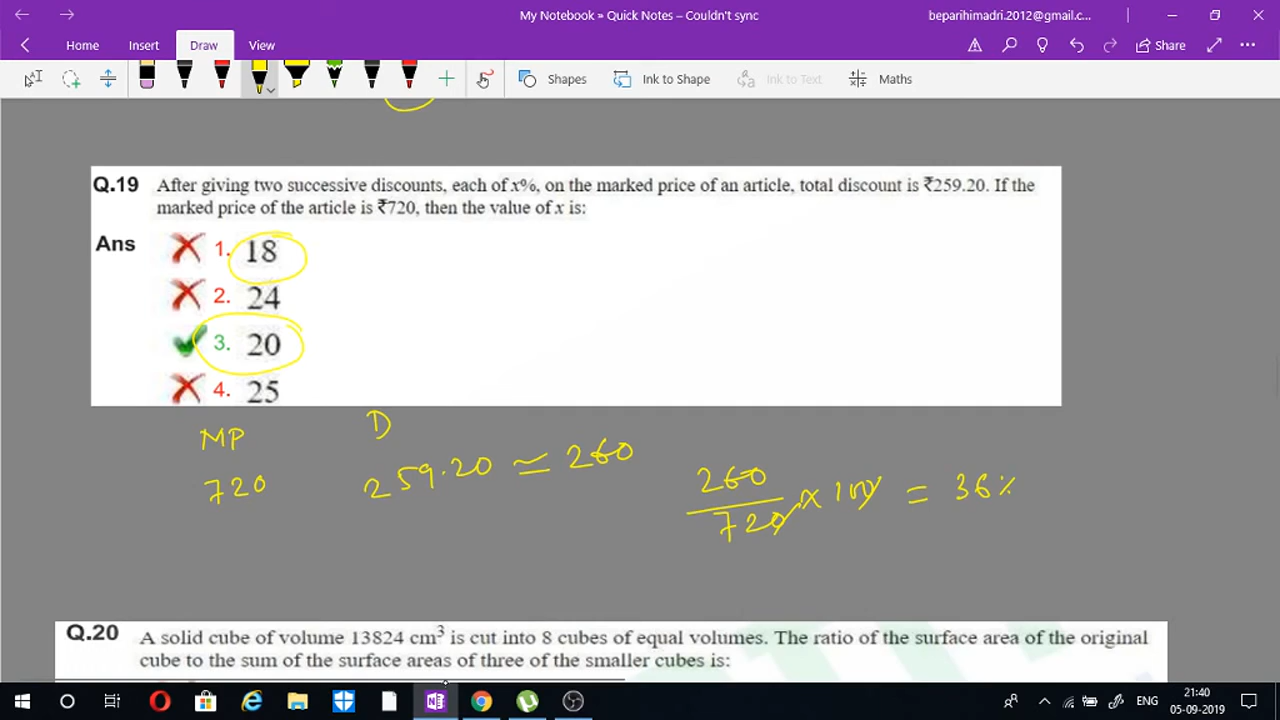 My Notebook » Quick Notes – Couldn't sync
beparihimadri.2012@gmail.c...
Home Insert Draw View
Share
Shapes Ink to Shape Ink to Text Maths
Q.19 After giving two successive discounts, each of x%, on the marked price of an article, total discount is ₹259.20. If the
marked price of the article is ₹720, then the value of x is:
Ans
1. 18
2. 24
3. 20
4. 25
MP D
720 259.20 ≃ 260
260/720 × 100 = 36%
Q.20 A solid cube of volume 13824 cm³ is cut into 8 cubes of equal volumes. The ratio of the surface area of the original
cube to the sum of the surface areas of three of the smaller cubes is:
ENG
21:40
05-09-2019